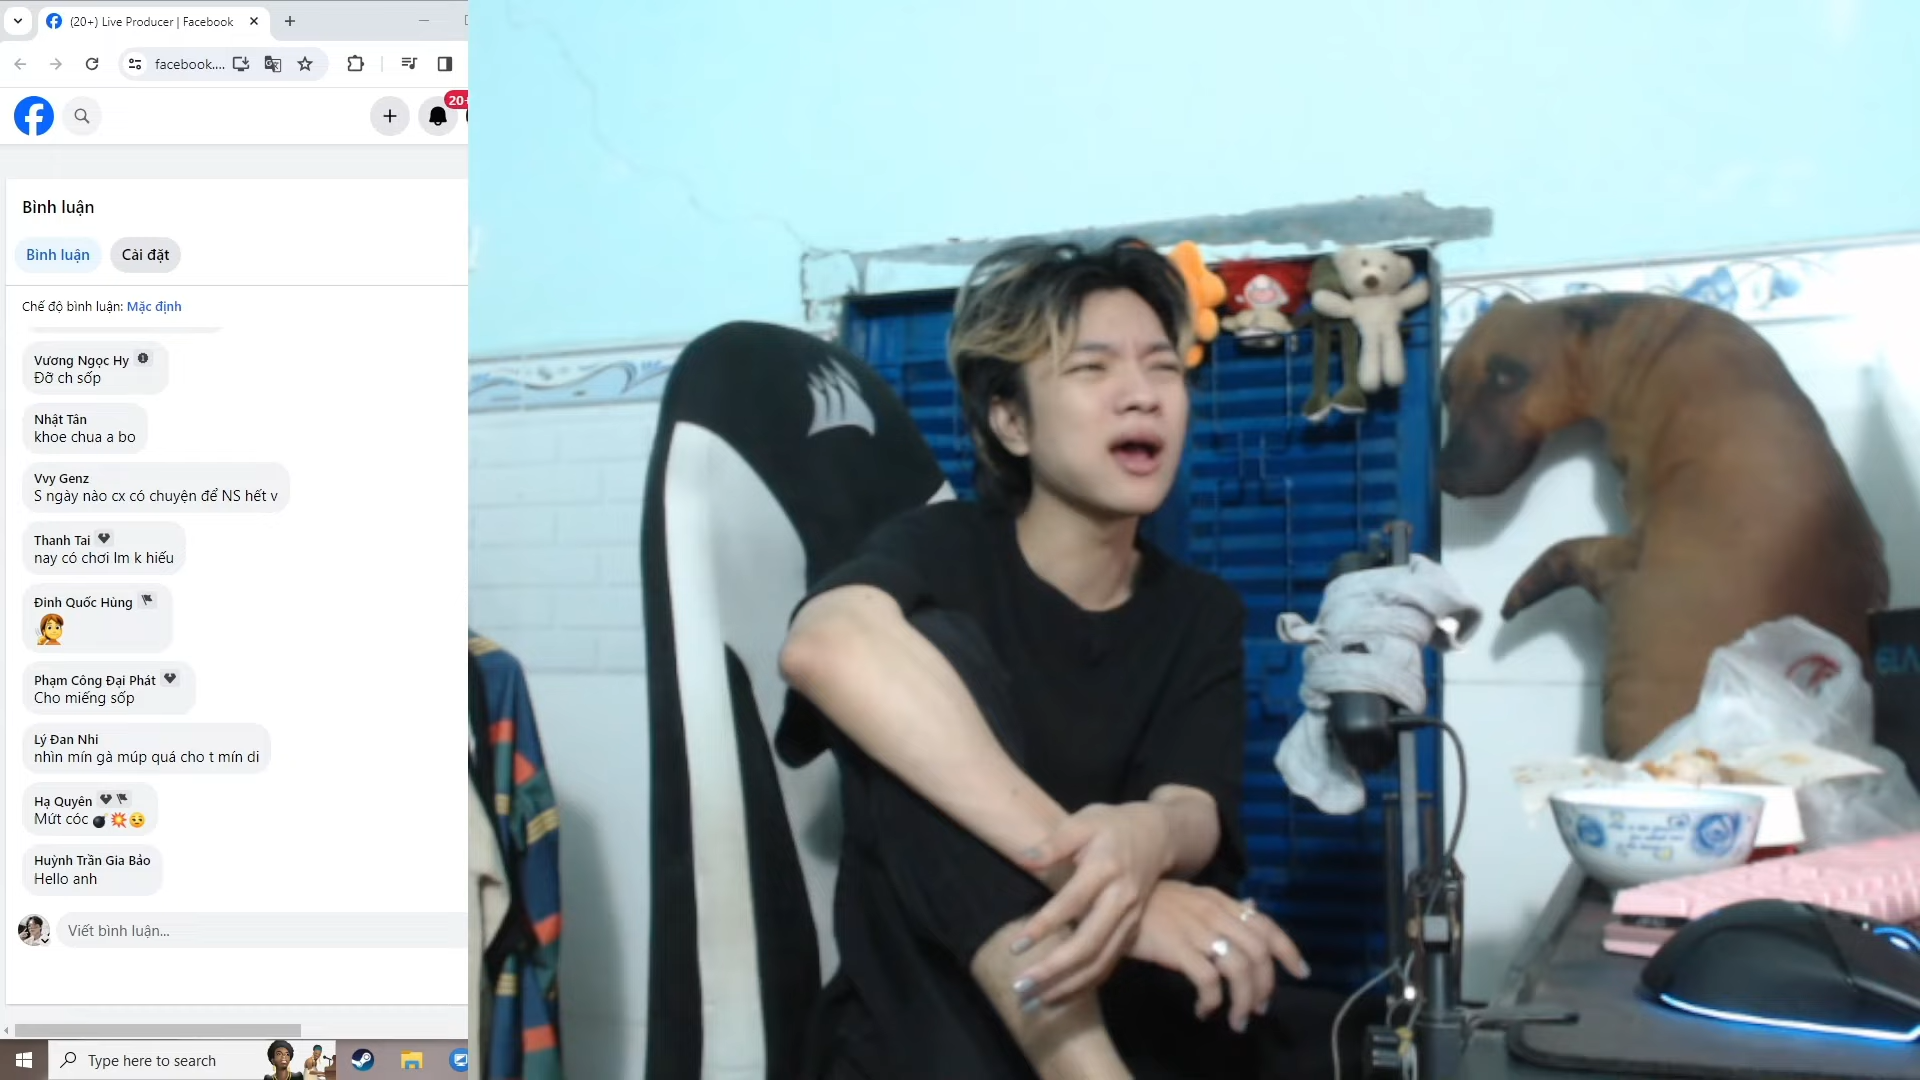 (20+) Live Producer | Facebook
facebook....
20+
Bình luận
Bình luận
Cài đặt
Chế độ bình luận: Mặc định
Vương Ngọc Hy
Đỡ ch sốp
Nhật Tân
khoe chua a bo
Vvy Genz
S ngày nào cx có chuyện để NS hết v
Thanh Tai
nay có chơi lm k hiếu
Đinh Quốc Hùng
Phạm Công Đại Phát
Cho miếng sốp
Lý Đan Nhi
nhìn mín gà múp quá cho t mín di
Hạ Quyên
Mứt cóc 💣💥😉
Huỳnh Trần Gia Bảo
Hello anh
Viết bình luận...
Type here to search